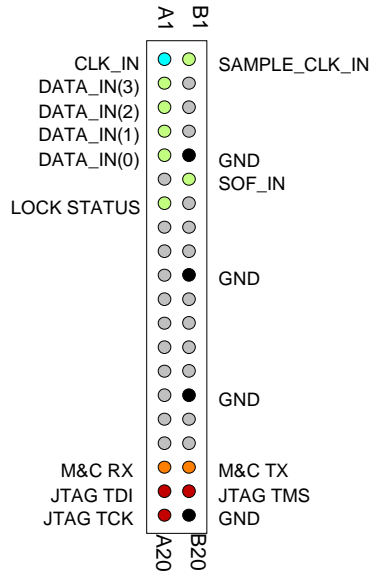 A1 B1
CLK_IN SAMPLE_CLK_IN
DATA_IN(3)
DATA_IN(2)
DATA_IN(1)
DATA_IN(0) GND
SOF_IN
LOCK STATUS
GND
GND
M&C RX M&C TX
JTAG TDI JTAG TMS
JTAG TCK GND
A20 B20